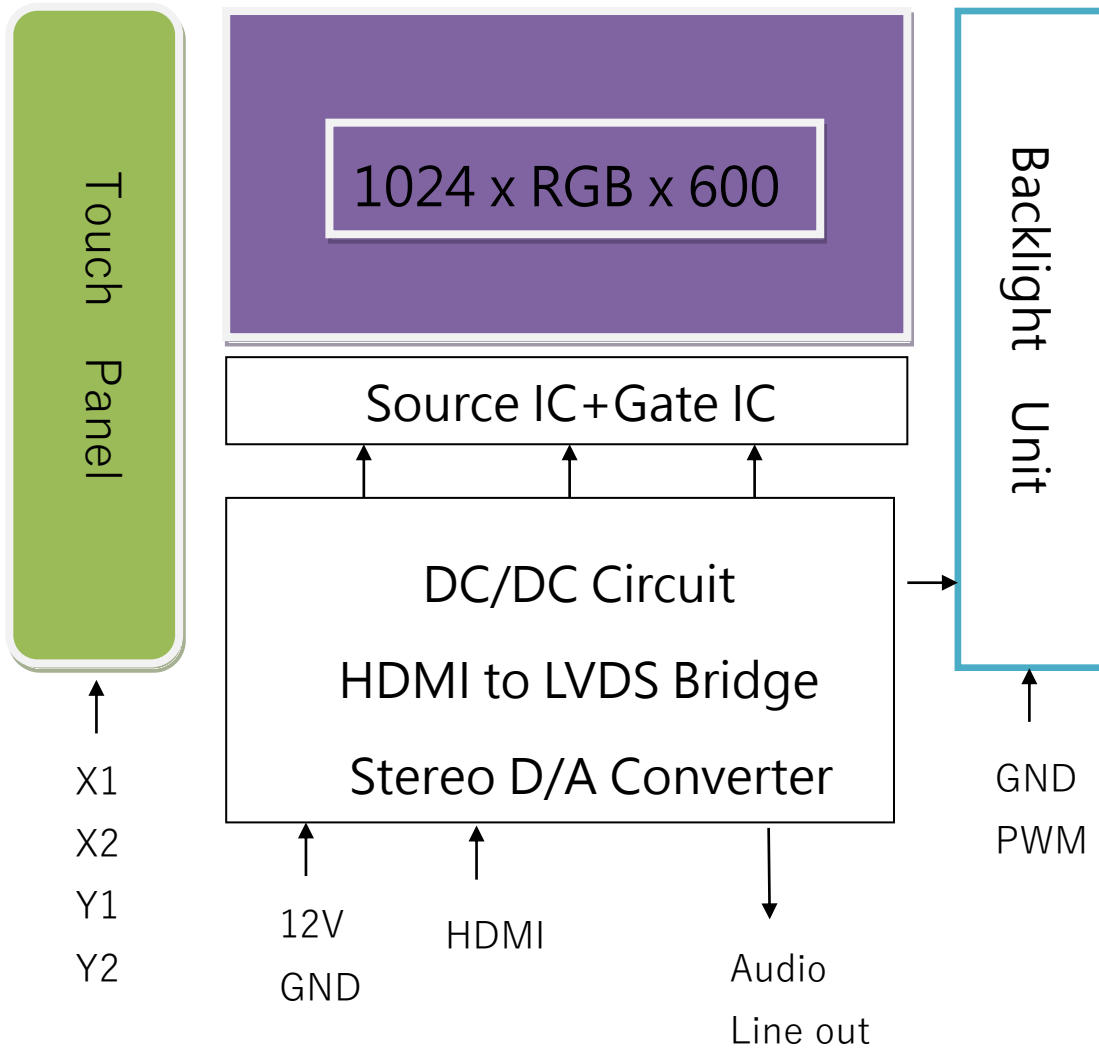 Touch Panel
1024 x RGB x 600
Backlight Unit
Source IC+Gate IC
DC/DC Circuit
HDMI to LVDS Bridge
Stereo D/A Converter
X1
X2
Y1
Y2
12V
GND
HDMI
Audio
Line out
GND
PWM